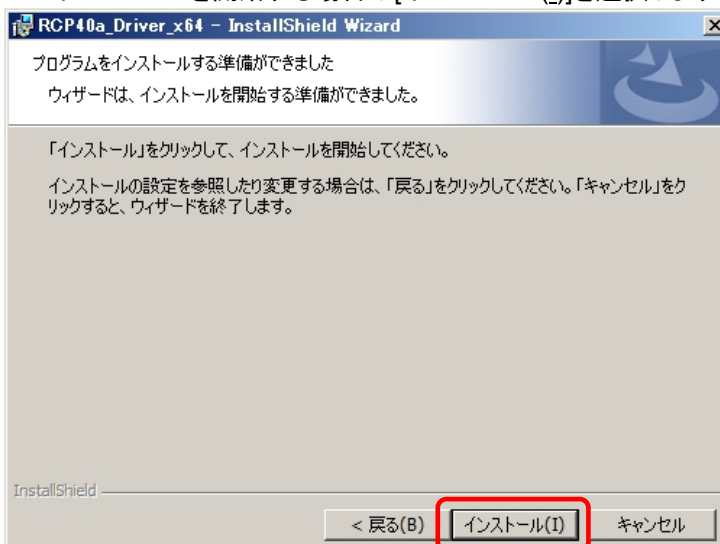 RCP40a_Driver_x64 - InstallShield Wizard
プログラムをインストールする準備ができました
ウィザードは、インストールを開始する準備ができました。
「インストール」をクリックして、インストールを開始してください。
インストールの設定を参照したり変更する場合は、「戻る」をクリックしてください。「キャンセル」をク
リックすると、ウィザードを終了します。
InstallShield
< 戻る(B) インストール(I) キャンセル